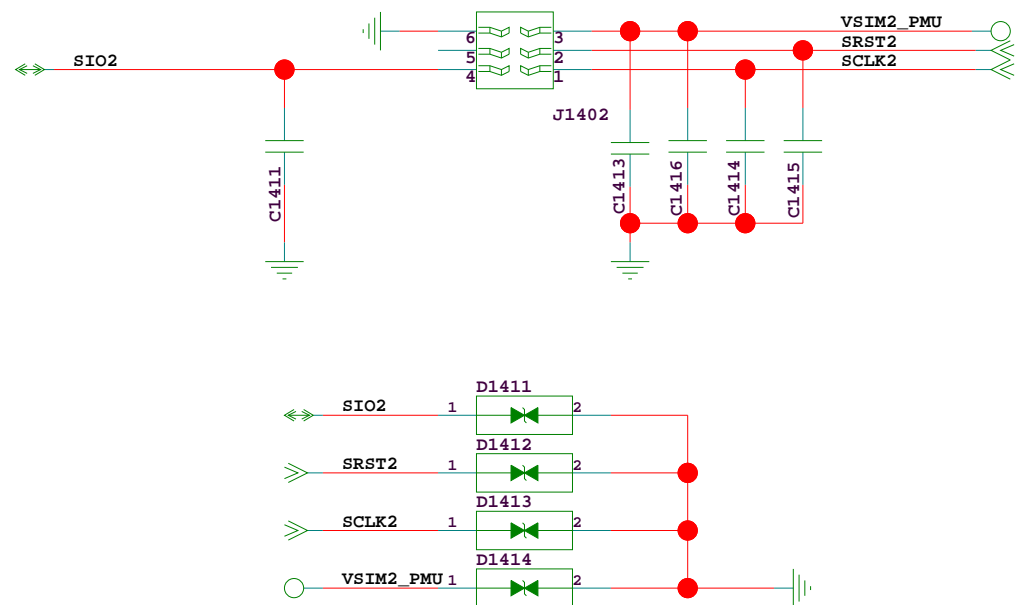 VSIM2_PMU
6 3
SRST2
SIO2 5 2 SCLK2
4 1
J1402
C1411 C1413 C1416 C1414 C1415
D1411
SIO2 1 2
D1412
SRST2 1 2
D1413
SCLK2 1 2
D1414
VSIM2_PMU 1 2